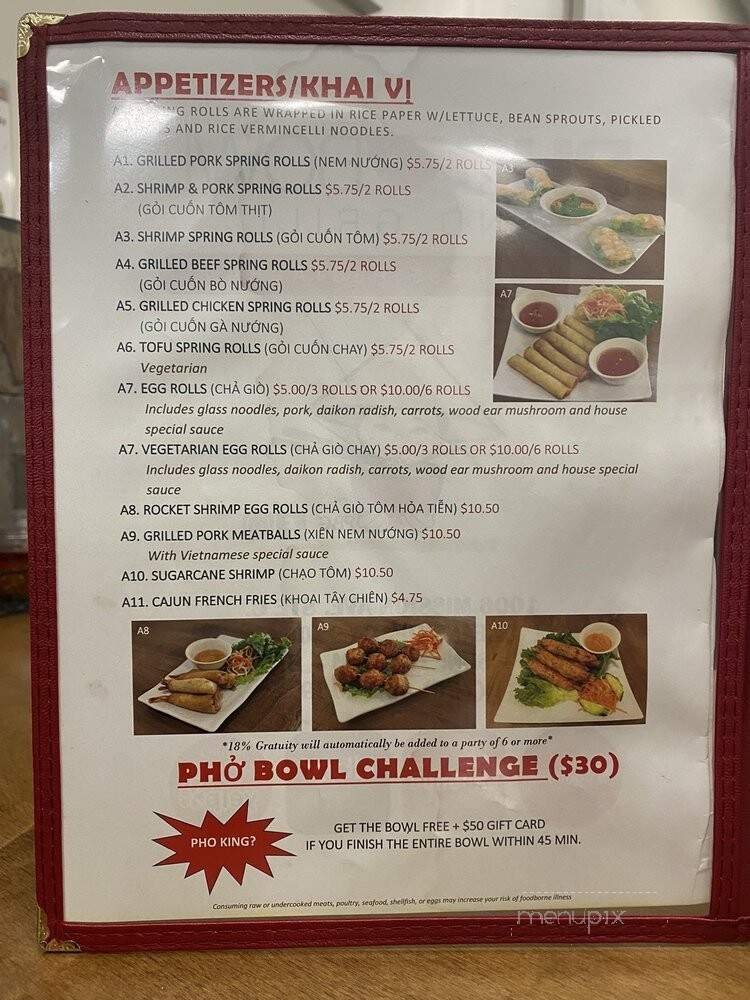 APPETIZERS/KHAI VỊ
NG ROLLS ARE WRAPPED IN RICE PAPER W/LETTUCE, BEAN SPROUTS, PICKLED
AND RICE VERMINCELLI NOODLES.
A1. GRILLED PORK SPRING ROLLS (NEM NƯỚNG) $5.75/2 ROLLS
A2. SHRIMP & PORK SPRING ROLLS $5.75/2 ROLLS
(GỎI CUỐN TÔM THỊT)
A3. SHRIMP SPRING ROLLS (GỎI CUỐN TÔM) $5.75/2 ROLLS
A4. GRILLED BEEF SPRING ROLLS $5.75/2 ROLLS
(GỎI CUỐN BÒ NƯỚNG)
A5. GRILLED CHICKEN SPRING ROLLS $5.75/2 ROLLS
(GỎI CUỐN GÀ NƯỚNG)
A6. TOFU SPRING ROLLS (GỎI CUỐN CHAY) $5.75/2 ROLLS
Vegetarian
A3
A7
A7. EGG ROLLS (CHẢ GIÒ) $5.00/3 ROLLS OR $10.00/6 ROLLS
Includes glass noodles, pork, daikon radish, carrots, wood ear mushroom and house
special sauce
A7. VEGETARIAN EGG ROLLS (CHẢ GIÒ CHAY) $5.00/3 ROLLS OR $10.00/6 ROLLS
Includes glass noodles, daikon radish, carrots, wood ear mushroom and house special
sauce
A8. ROCKET SHRIMP EGG ROLLS (CHẢ GIÒ TÔM HỎA TIỄN) $10.50
A9. GRILLED PORK MEATBALLS (XIÊN NEM NƯỚNG) $10.50
With Vietnamese special sauce
A10. SUGARCANE SHRIMP (CHẠO TÔM) $10.50
A11. CAJUN FRENCH FRIES (KHOAI TÂY CHIÊN) $4.75
A8
A9
A10
*18% Gratuity will automatically be added to a party of 6 or more*
PHỞ BOWL CHALLENGE ($30)
PHO KING?
GET THE BOWL FREE + $50 GIFT CARD
IF YOU FINISH THE ENTIRE BOWL WITHIN 45 MIN.
Consuming raw or undercooked meats, poultry, seafood, shellfish, or eggs may increase your risk of foodborne illness
menupix